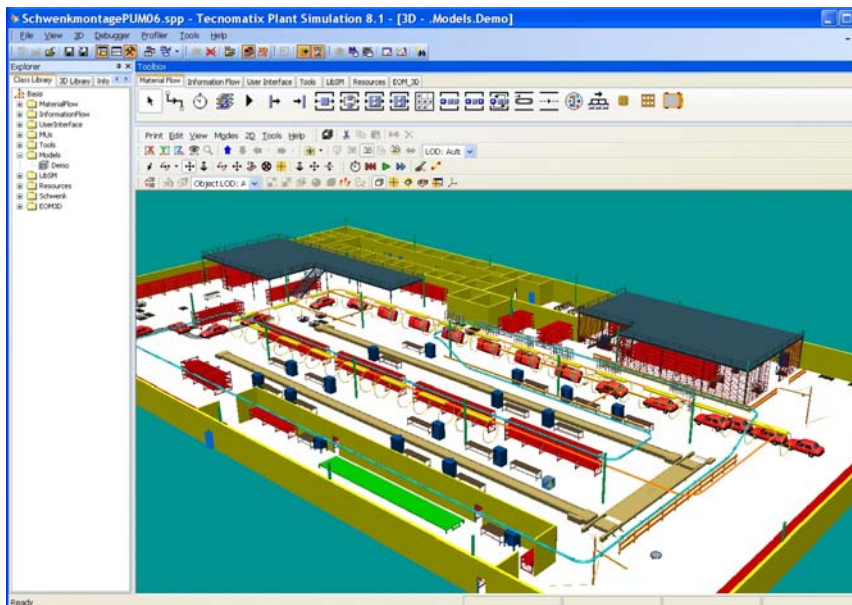 SchwenkmontagePUM06.spp - Tecnomatix Plant Simulation 8.1 - [3D - .Models.Demo]
File View 3D Debugger Profiler Tools Help
Explorer
Class Library 3D Library Info
Basis
MaterialFlow
InformationFlow
UserInterface
MUs
Tools
Models
Demo
LibSM
Resources
Schwenk
EOM3D
Toolbox
Material Flow Information Flow User Interface Tools LibSM Resources EOM_3D
Print Edit View Modes 2D Tools Help
LOD: Aut
Object LOD: A
Ready